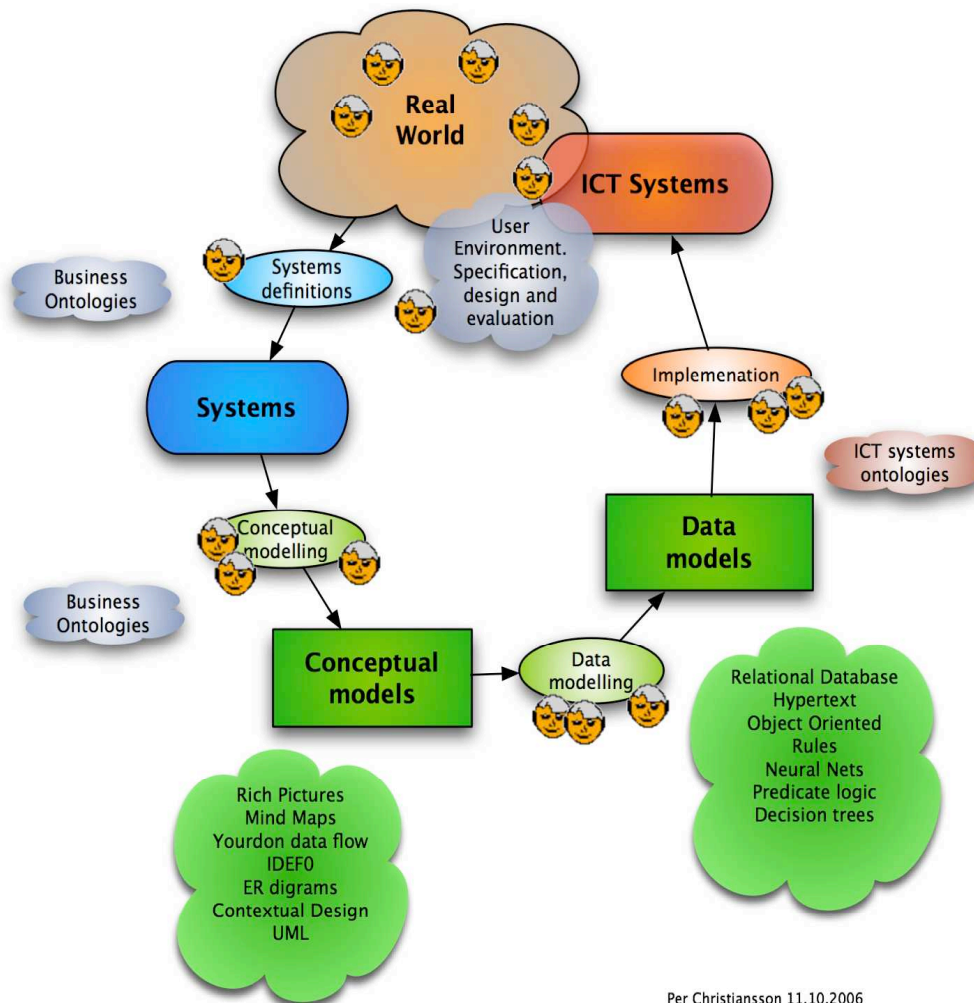 Real
World
ICT Systems
User
Environment.
Specification,
design and
evaluation
Systems
definitions
Business
Ontologies
Systems
Implemenation
ICT systems
ontologies
Conceptual
modelling
Data
models
Business
Ontologies
Conceptual
models
Data
modelling
Relational Database
Hypertext
Object Oriented
Rules
Neural Nets
Predicate logic
Decision trees
Rich Pictures
Mind Maps
Yourdon data flow
IDEF0
ER digrams
Contextual Design
UML
Per Christiansson 11.10.2006